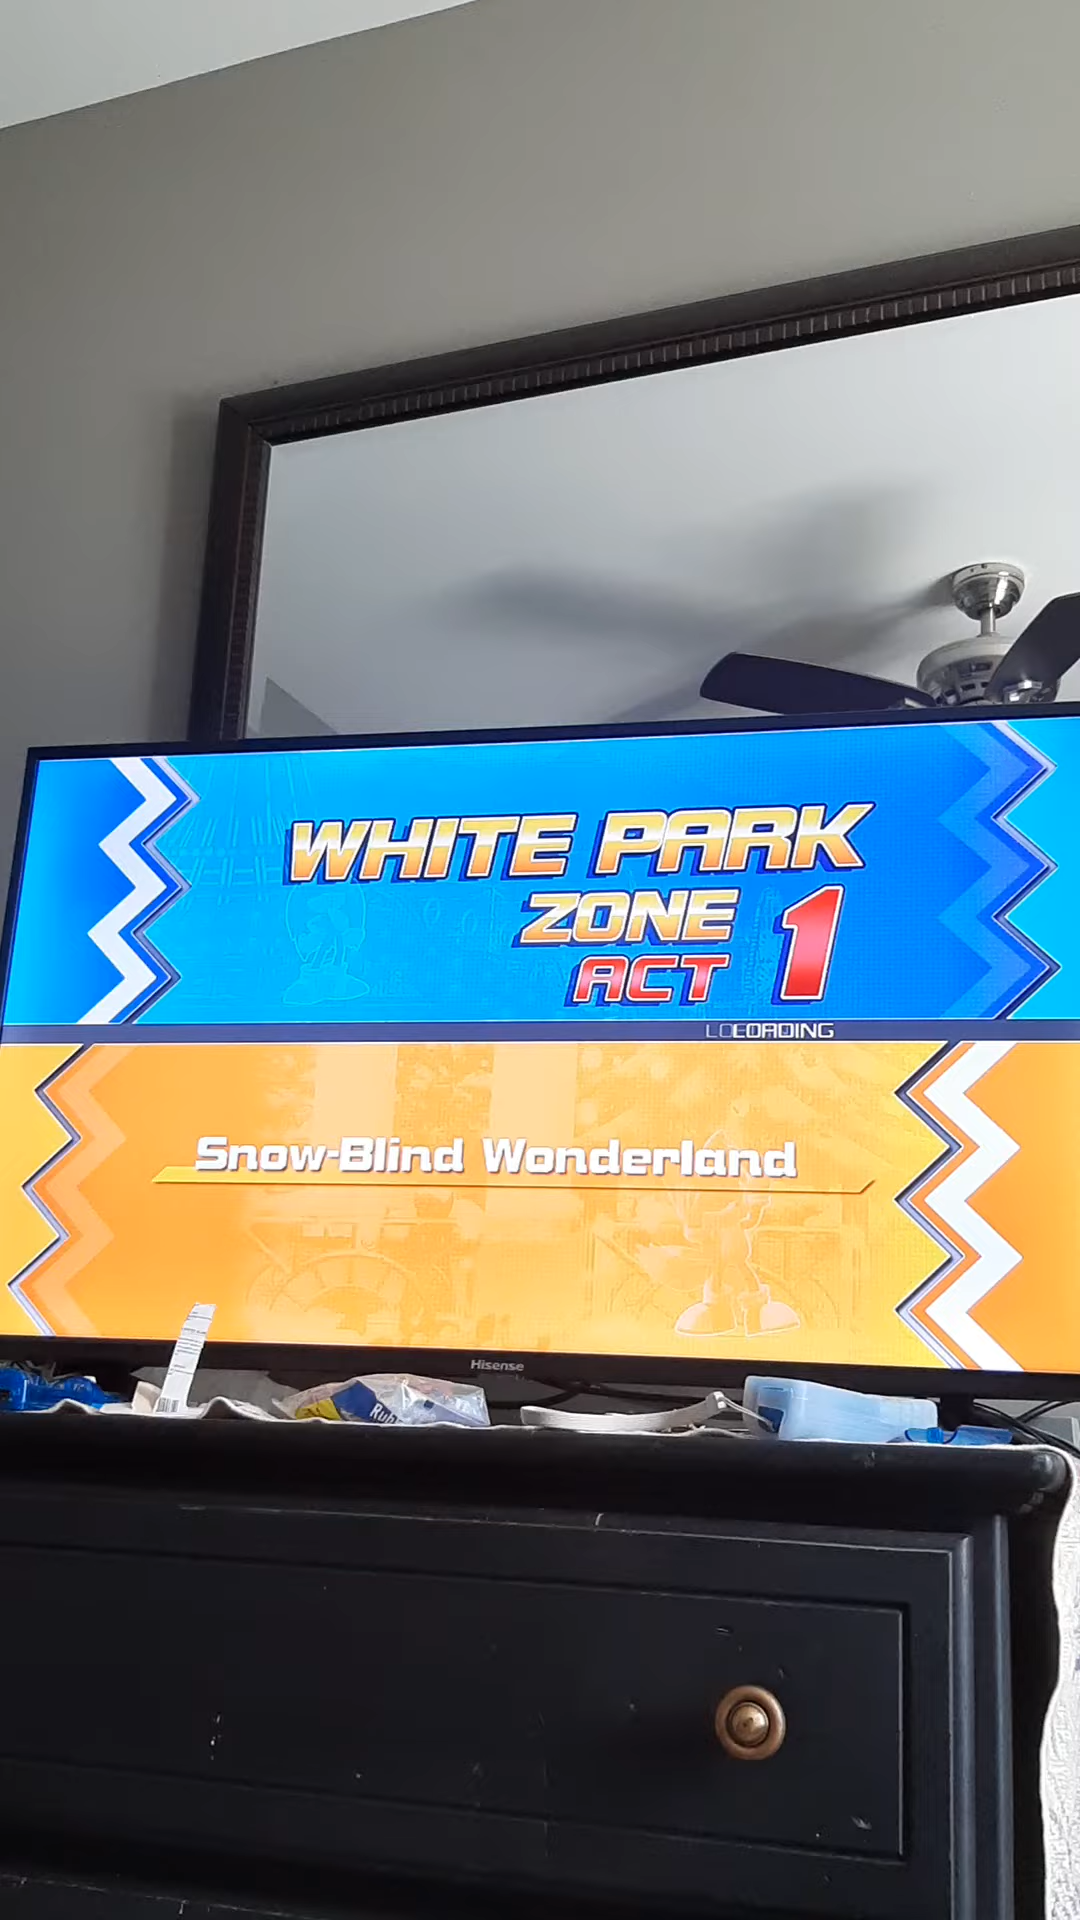 WHITE PARK
ZONE
ACT 1
LOADING
Snow-Blind Wonderland
Hisense